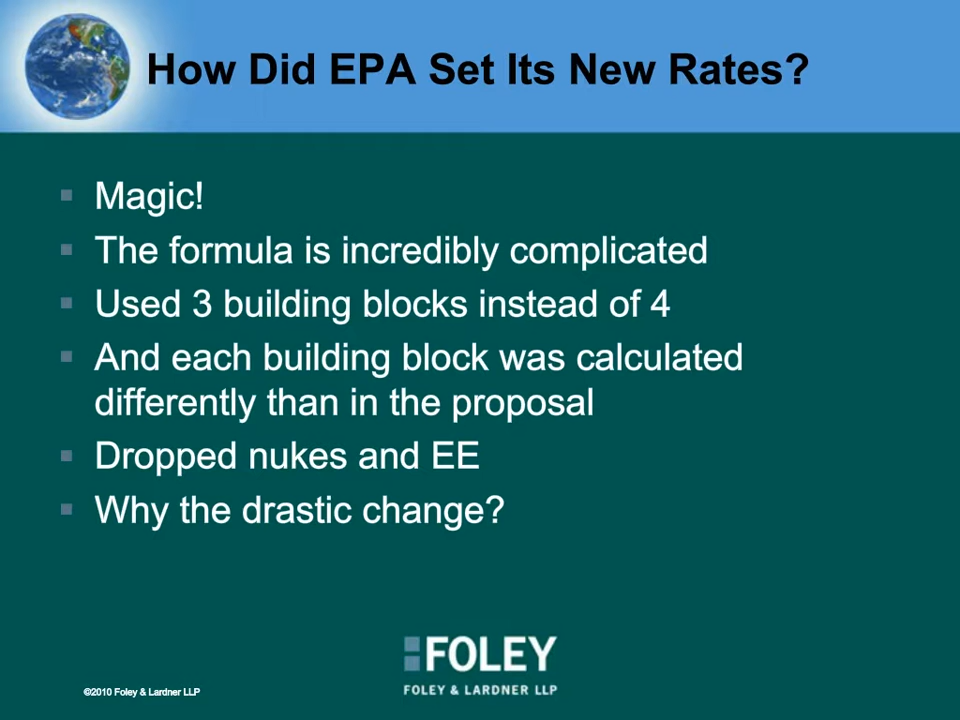 How Did EPA Set Its New Rates?
Magic!
The formula is incredibly complicated
Used 3 building blocks instead of 4
And each building block was calculated
differently than in the proposal
Dropped nukes and EE
Why the drastic change?
FOLEY
FOLEY & LARDNER LLP
©2010 Foley & Lardner LLP